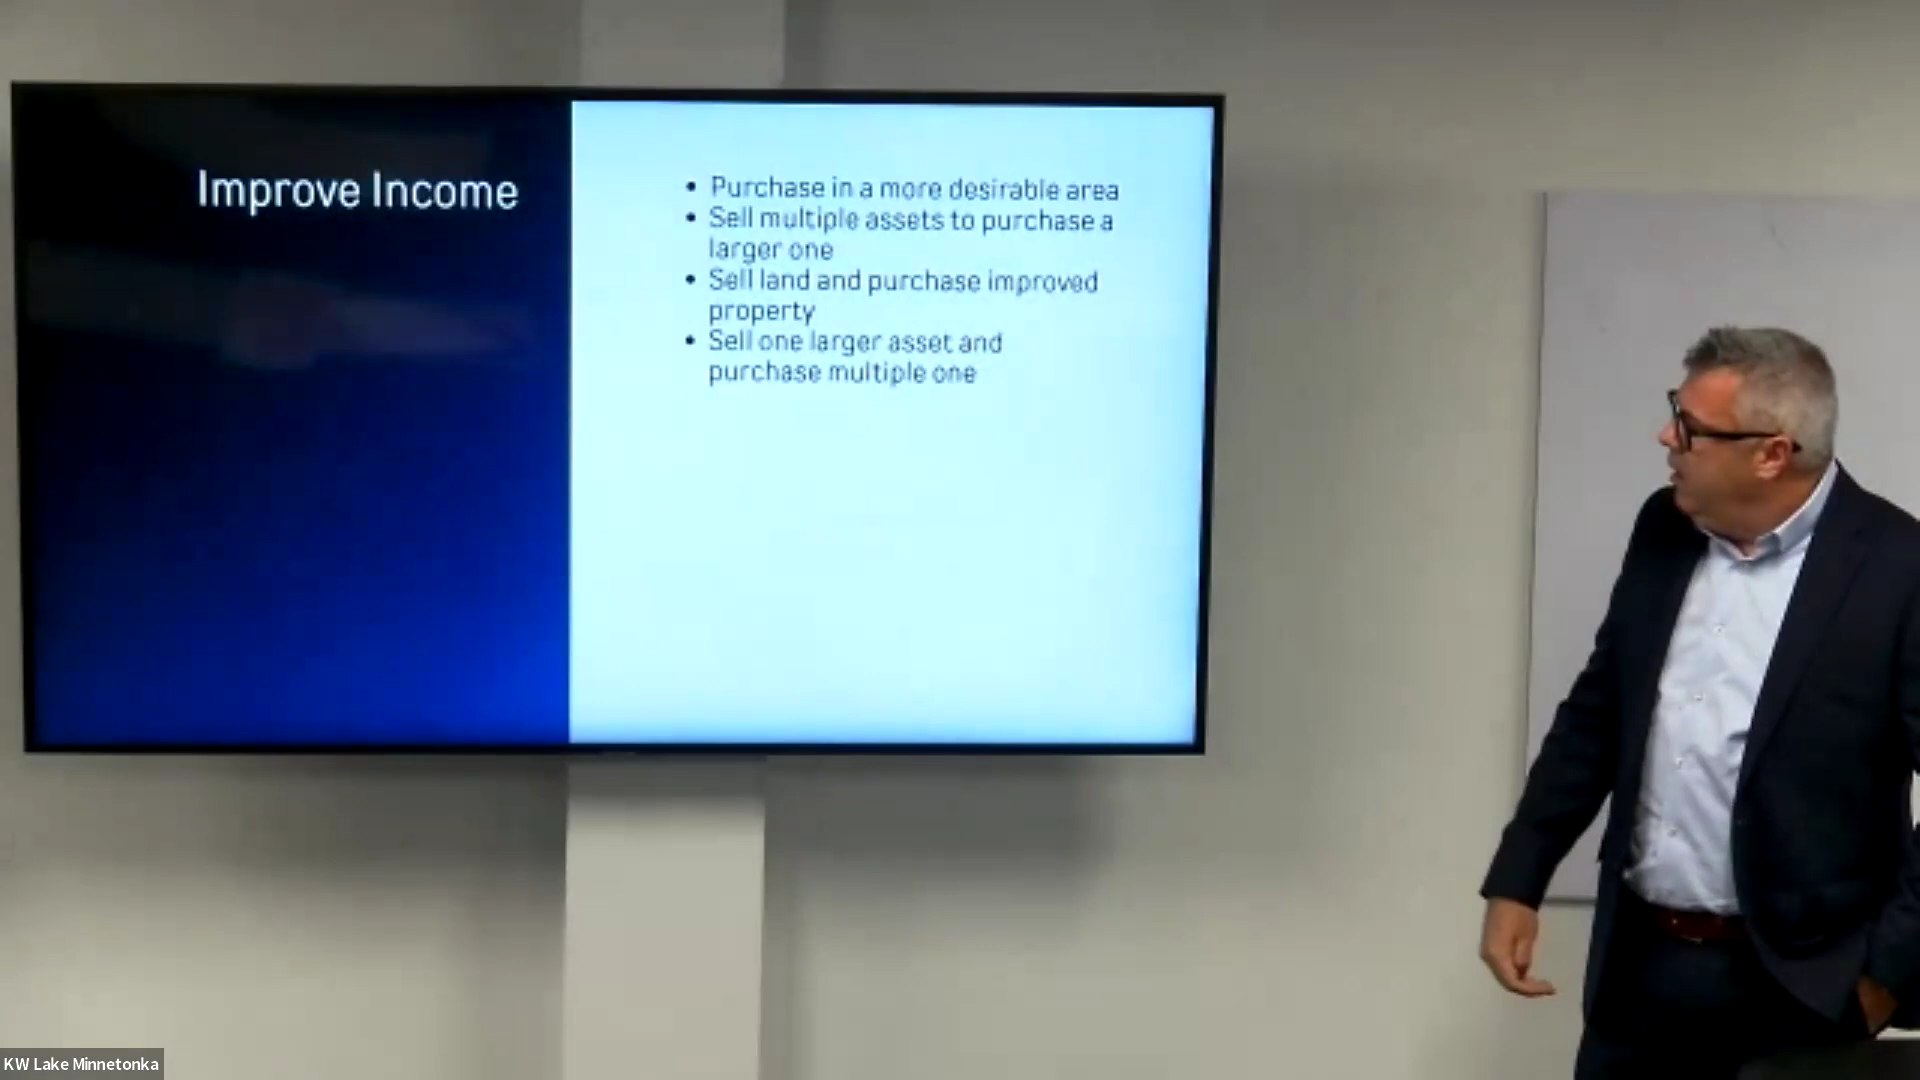 Improve Income
• Purchase in a more desirable area
• Sell multiple assets to purchase a
larger one
• Sell land and purchase improved
property
• Sell one larger asset and
purchase multiple one
KW Lake Minnetonka